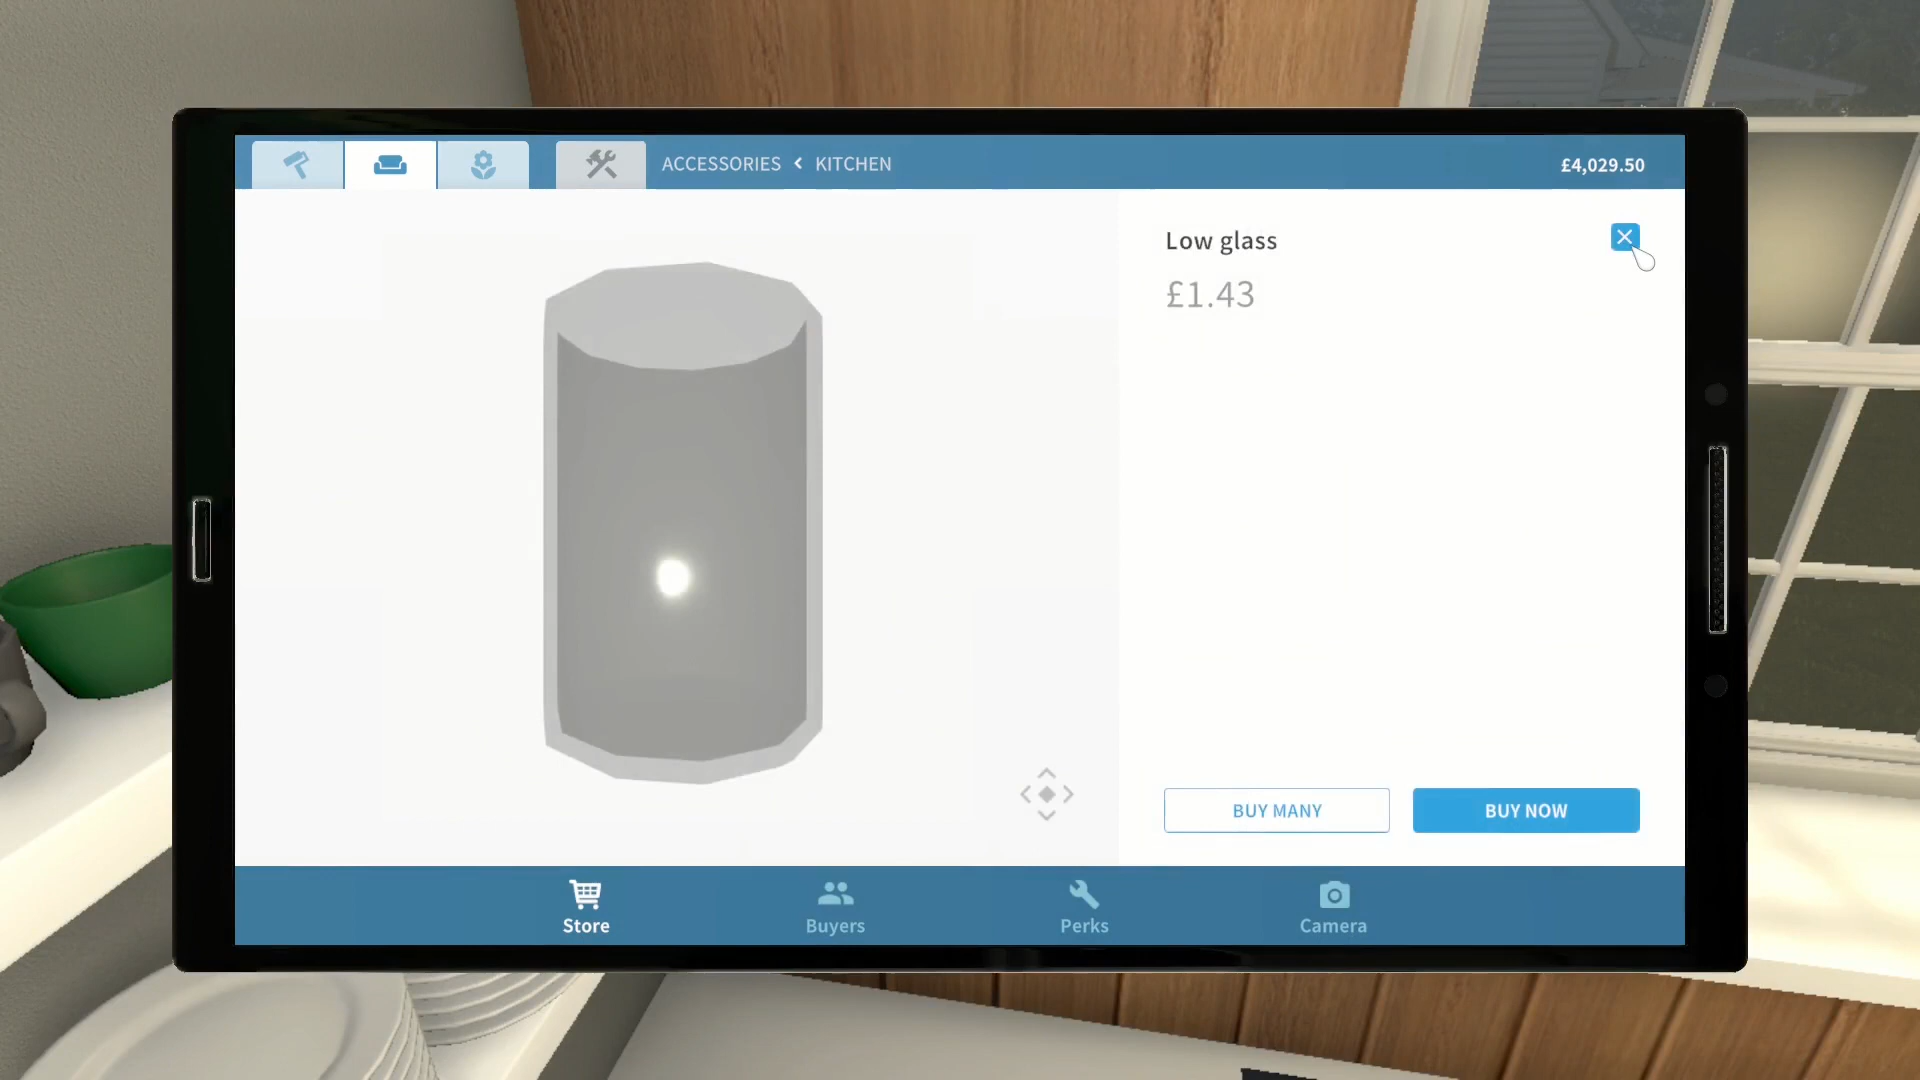 ACCESSORIES < KITCHEN
£4,029.50
Low glass
£1.43
BUY MANY
BUY NOW
Store
Buyers
Perks
Camera